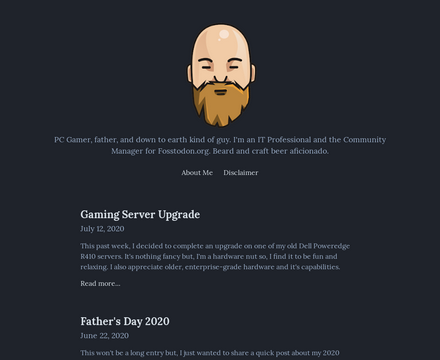 PC Gamer, father, and down to earth kind of guy. I'm an IT Professional and the Community
Manager for Fosstodon.org. Beard and craft beer aficionado.
About Me Disclaimer
Gaming Server Upgrade
July 12, 2020
This past week, I decided to complete an upgrade on one of my old Dell Poweredge
R410 servers. It's nothing fancy but, I'm a hardware nut so, I find it to be fun and
relaxing. I also appreciate older, enterprise-grade hardware and it's capabilities.
Read more...
Father's Day 2020
June 22, 2020
This won't be a long entry but, I just wanted to share a quick post about my 2020